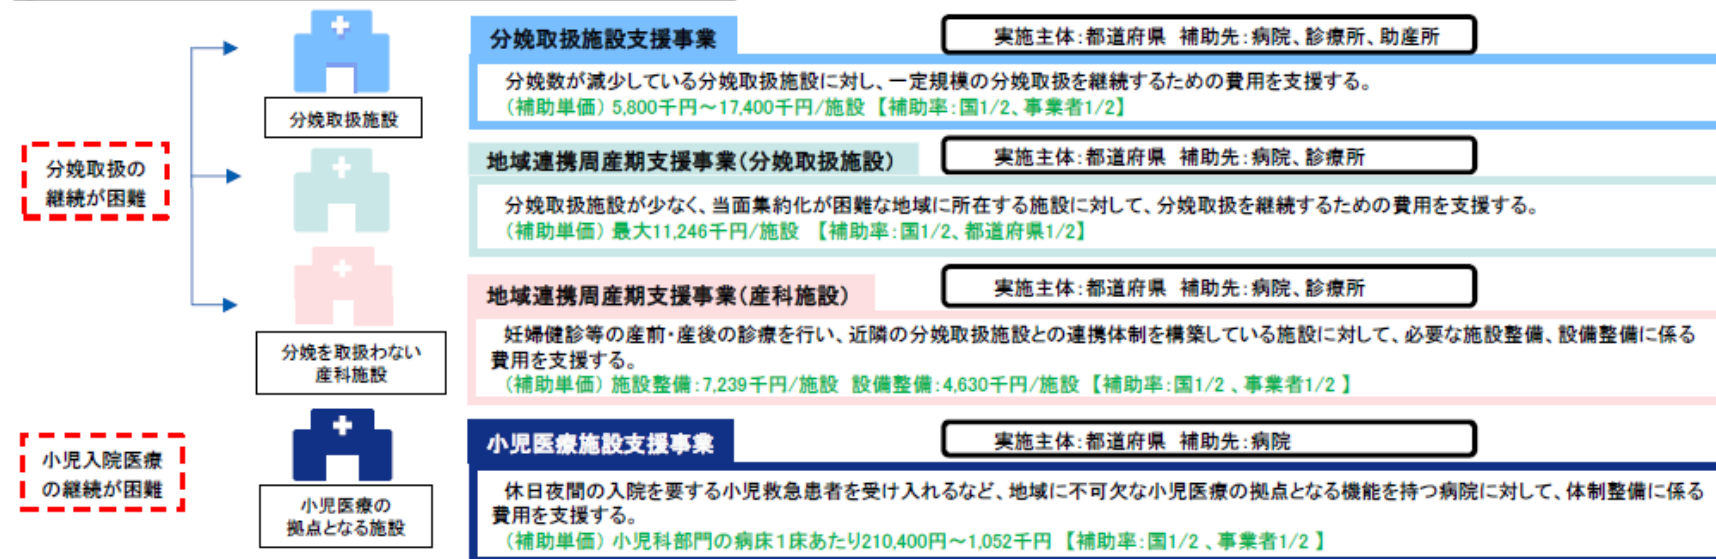 分娩取扱施設支援事業
実施主体:都道府県 補助先:病院、診療所、助産所
分娩数が減少している分娩取扱施設に対し、一定規模の分娩取扱を継続するための費用を支援する。
(補助単価) 5,800千円～17,400千円/施設 【補助率:国1/2、事業者1/2】
分娩取扱施設
分娩取扱の
継続が困難
地域連携周産期支援事業(分娩取扱施設)
実施主体:都道府県 補助先:病院、診療所
分娩取扱施設が少なく、当面集約化が困難な地域に所在する施設に対して、分娩取扱を継続するための費用を支援する。
(補助単価) 最大11,246千円/施設 【補助率:国1/2、都道府県1/2】
地域連携周産期支援事業(産科施設)
実施主体:都道府県 補助先:病院、診療所
妊婦健診等の産前・産後の診療を行い、近隣の分娩取扱施設との連携体制を構築している施設に対して、必要な施設整備、設備整備に係る
費用を支援する。
(補助単価) 施設整備:7,239千円/施設 設備整備:4,630千円/施設 【補助率:国1/2 、事業者1/2 】
分娩を取扱わない
産科施設
小児入院医療
の継続が困難
小児医療施設支援事業
実施主体:都道府県 補助先:病院
休日夜間の入院を要する小児救急患者を受け入れるなど、地域に不可欠な小児医療の拠点となる機能を持つ病院に対して、体制整備に係る
費用を支援する。
(補助単価) 小児科部門の病床1床あたり210,400円～1,052千円 【補助率:国1/2 、事業者1/2 】
小児医療の
拠点となる施設